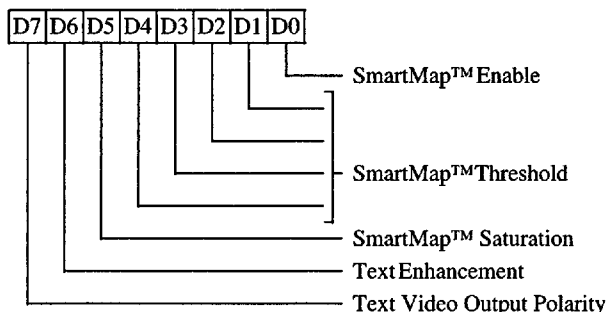 D7 D6 D5 D4 D3 D2 D1 D0
SmartMap™ Enable
SmartMap™ Threshold
SmartMap™ Saturation
Text Enhancement
Text Video Output Polarity